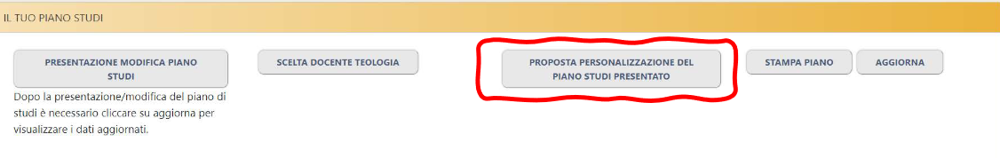 IL TUO PIANO STUDI
PRESENTAZIONE MODIFICA PIANO
STUDI
Dopo la presentazione/modifica del piano di
studi è necessario cliccare su aggiorna per
visualizzare i dati aggiornati.
SCELTA DOCENTE TEOLOGIA
PROPOSTA PERSONALIZZAZIONE DEL
PIANO STUDI PRESENTATO
STAMPA PIANO
AGGIORNA